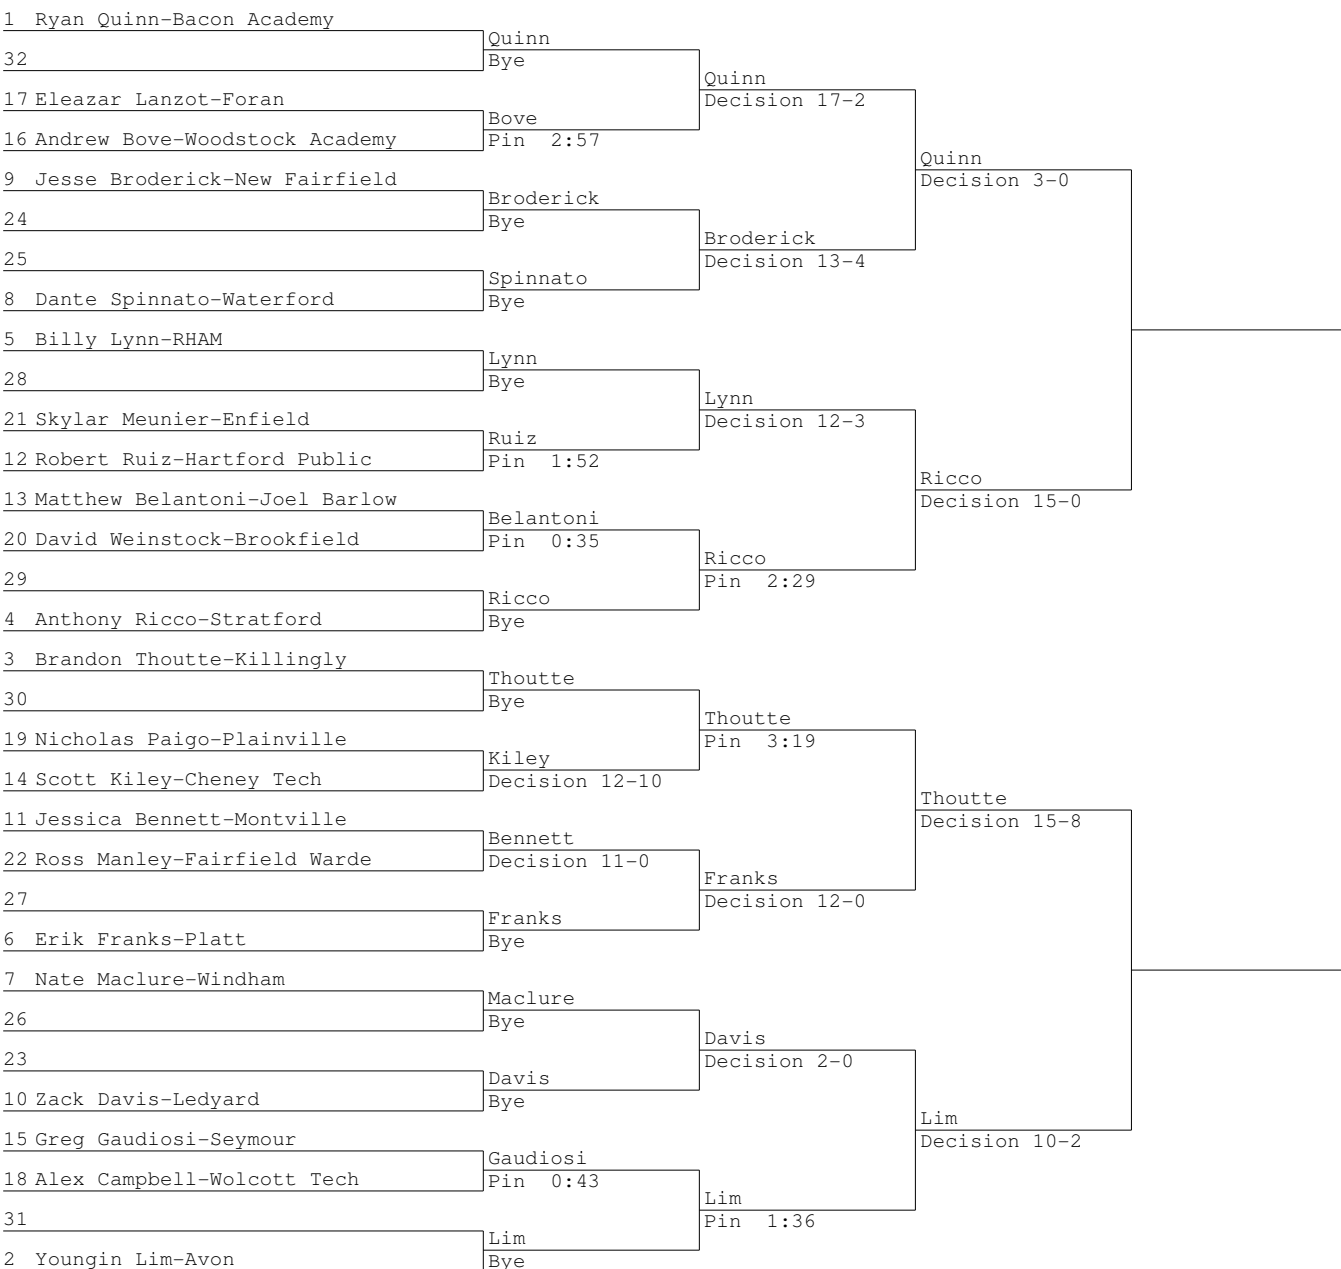 1 Ryan Quinn-Bacon Academy
Quinn
32
Bye
Quinn
17 Eleazar Lanzot-Foran
Decision 17-2
Bove
16 Andrew Bove-Woodstock Academy
Pin 2:57
Quinn
9 Jesse Broderick-New Fairfield
Decision 3-0
Broderick
24
Bye
Broderick
25
Decision 13-4
Spinnato
8 Dante Spinnato-Waterford
Bye
5 Billy Lynn-RHAM
Lynn
28
Bye
Lynn
21 Skylar Meunier-Enfield
Decision 12-3
Ruiz
12 Robert Ruiz-Hartford Public
Pin 1:52
Ricco
13 Matthew Belantoni-Joel Barlow
Decision 15-0
Belantoni
20 David Weinstock-Brookfield
Pin 0:35
Ricco
29
Pin 2:29
Ricco
4 Anthony Ricco-Stratford
Bye
3 Brandon Thoutte-Killingly
Thoutte
30
Bye
Thoutte
19 Nicholas Paigo-Plainville
Pin 3:19
Kiley
14 Scott Kiley-Cheney Tech
Decision 12-10
Thoutte
11 Jessica Bennett-Montville
Decision 15-8
Bennett
22 Ross Manley-Fairfield Warde
Decision 11-0
Franks
27
Decision 12-0
Franks
6 Erik Franks-Platt
Bye
7 Nate Maclure-Windham
Maclure
26
Bye
Davis
23
Decision 2-0
Davis
10 Zack Davis-Ledyard
Bye
Lim
15 Greg Gaudiosi-Seymour
Decision 10-2
Gaudiosi
18 Alex Campbell-Wolcott Tech
Pin 0:43
Lim
31
Pin 1:36
Lim
2 Youngin Lim-Avon
Bye